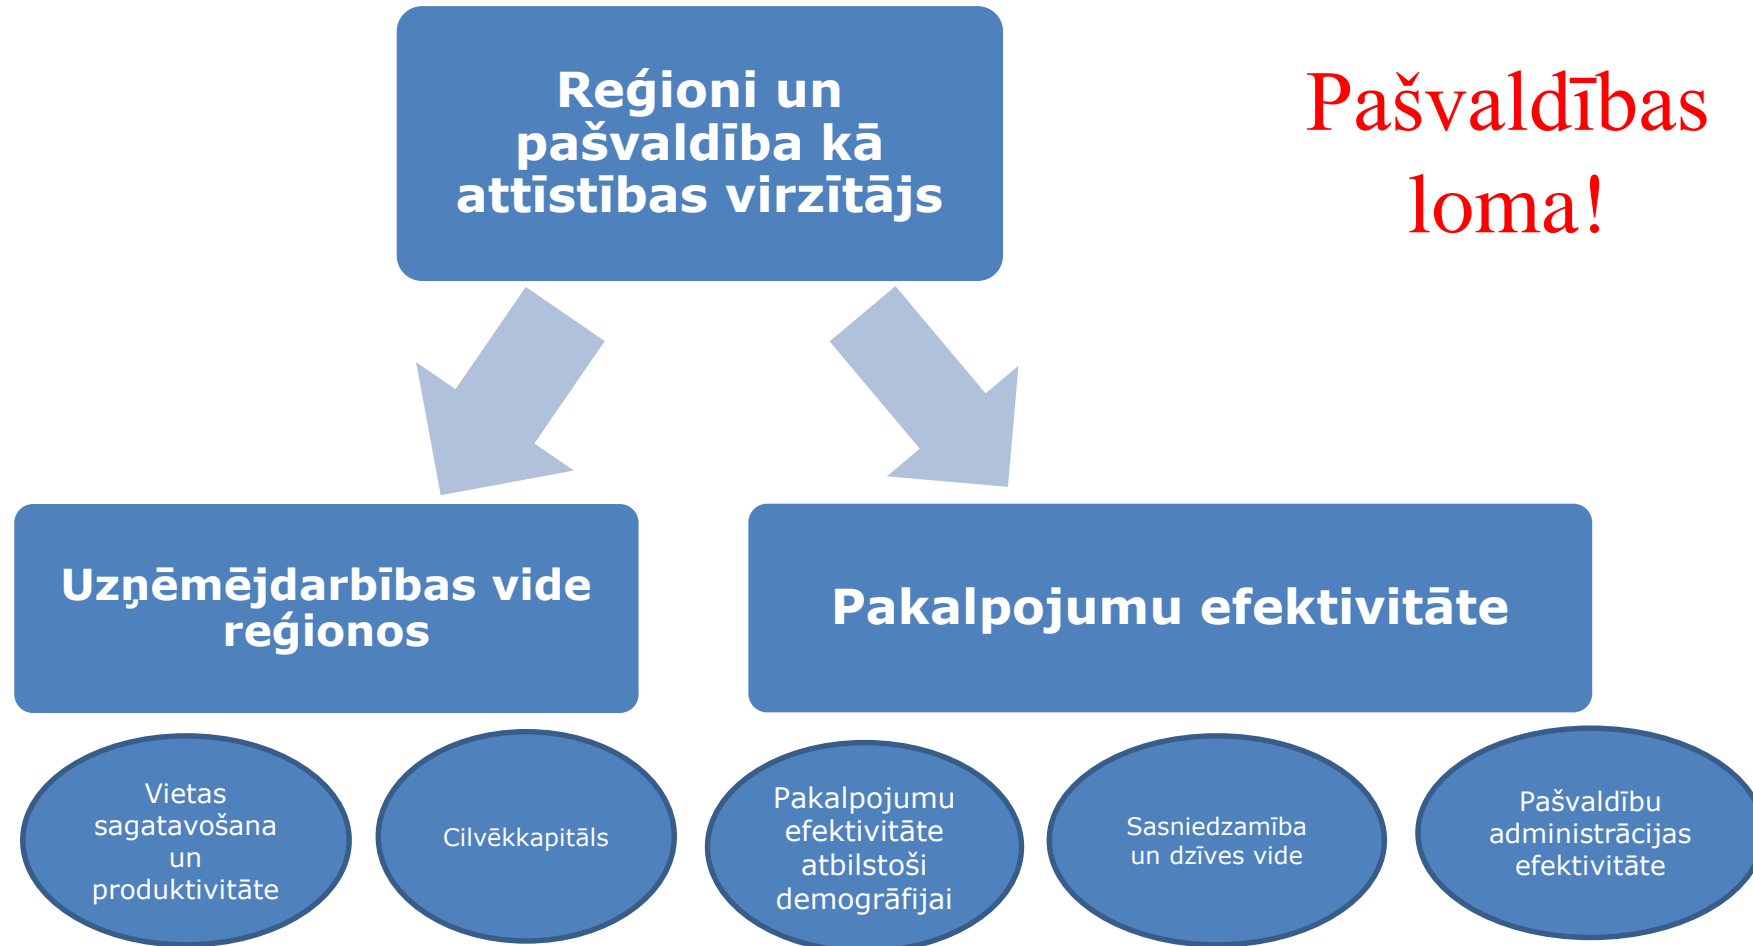 Reģioni un
pašvaldība kā
attīstības virzītājs
Pašvaldības
loma!
Uzņēmējdarbības vide
reģionos
Pakalpojumu efektivitāte
Vietas
sagatavošana
un
produktivitāte
Cilvēkkapitāls
Pakalpojumu
efektivitāte
atbilstoši
demogrāfijai
Sasniedzamība
un dzīves vide
Pašvaldību
administrācijas
efektivitāte